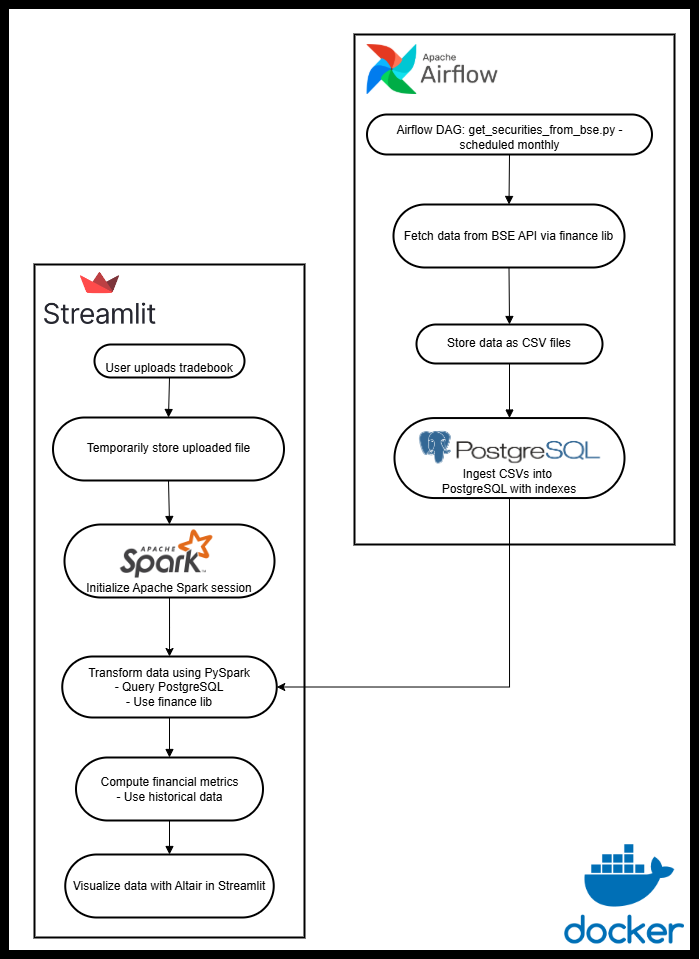 Apache
Airflow
Airflow DAG: get_securities_from_bse.py -
scheduled monthly
Fetch data from BSE API via finance lib
Store data as CSV files
PostgreSQL
Ingest CSVs into
PostgreSQL with indexes
Streamlit
User uploads tradebook
Temporarily store uploaded file
APACHE
Spark
Initialize Apache Spark session
Transform data using PySpark
- Query PostgreSQL
- Use finance lib
Compute financial metrics
- Use historical data
Visualize data with Altair in Streamlit
docker